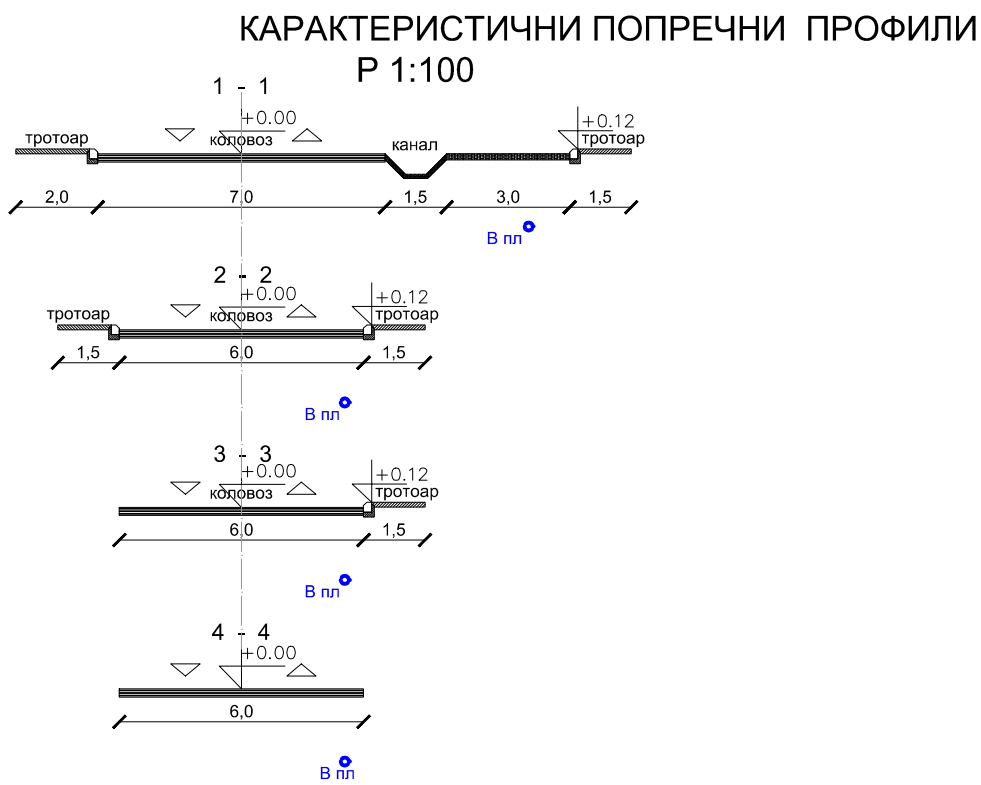 КАРАКТЕРИСТИЧНИ ПОПРЕЧНИ ПРОФИЛИ
Р 1:100
1 - 1
+0.00
+0.12
тротоар
коловоз
канал
тротоар
2,0
7,0
1,5
3,0
1,5
В пл
2 - 2
+0.00
+0.12
тротоар
коловоз
тротоар
1,5
6,0
1,5
В пл
3 - 3
+0.00
+0.12
коловоз
тротоар
6,0
1,5
В пл
4 - 4
+0.00
6,0
В пл